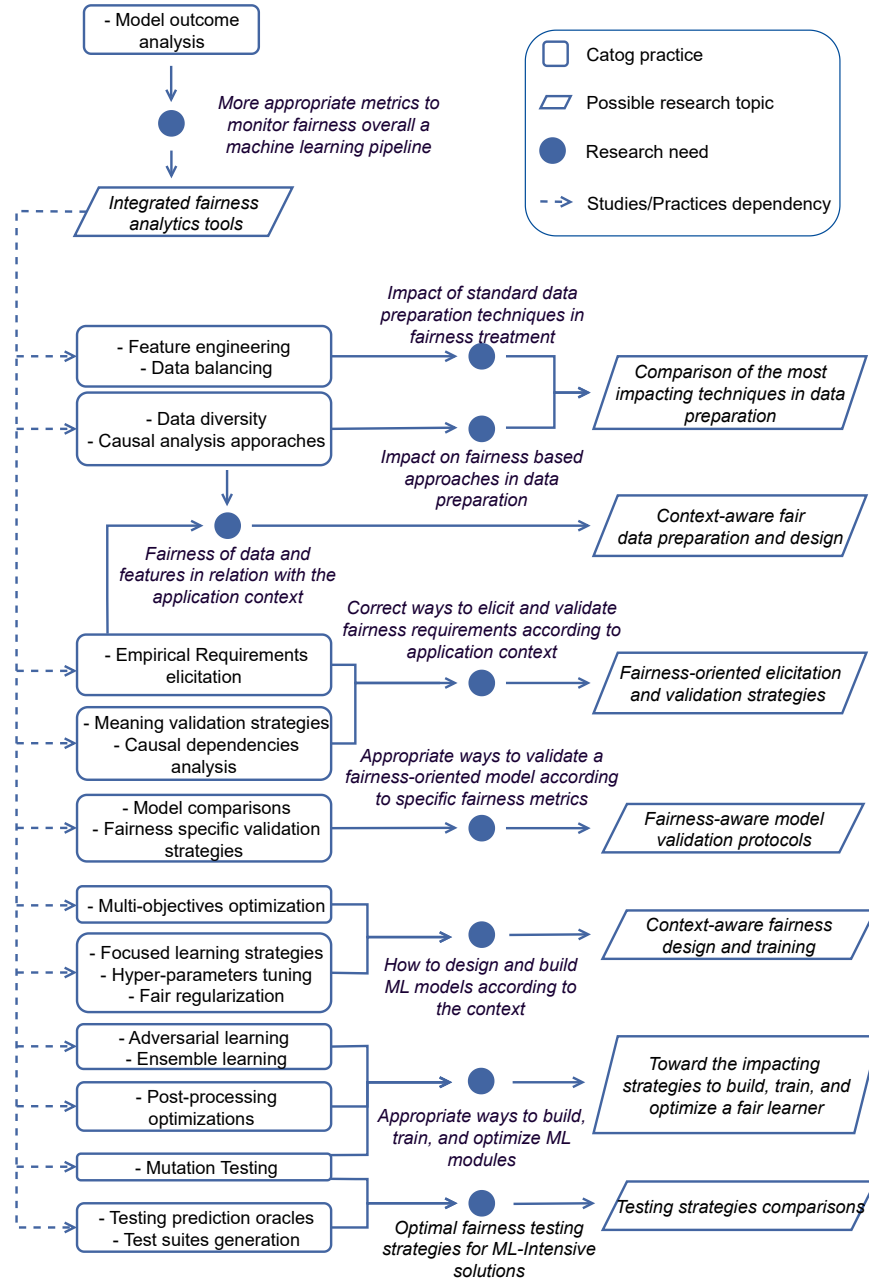 - Model outcome
analysis
More appropriate metrics to
monitor fairness overall a
machine learning pipeline
Integrated fairness
analytics tools
Catog practice
Possible research topic
Research need
Studies/Practices dependency
Impact of standard data
preparation techniques in
fairness treatment
- Feature engineering
- Data balancing
Comparison of the most
impacting techniques in data
preparation
- Data diversity
- Causal analysis apporaches
Impact on fairness based
approaches in data
preparation
Context-aware fair
data preparation and design
Fairness of data and
features in relation with the
application context
Correct ways to elicit and validate
fairness requirements according to
application context
- Empirical Requirements
elicitation
Fairness-oriented elicitation
and validation strategies
- Meaning validation strategies
- Causal dependencies
analysis
Appropriate ways to validate a
fairness-oriented model according
to specific fairness metrics
- Model comparisons
- Fairness specific validation
strategies
Fairness-aware model
validation protocols
- Multi-objectives optimization
Context-aware fairness
design and training
- Focused learning strategies
- Hyper-parameters tuning
- Fair regularization
How to design and build
ML models according to
the context
- Adversarial learning
- Ensemble learning
Toward the impacting
strategies to build, train, and
optimize a fair learner
- Post-processing
optimizations
Appropriate ways to build,
train, and optimize ML
modules
- Mutation Testing
Testing strategies comparisons
- Testing prediction oracles
- Test suites generation
Optimal fairness testing
strategies for ML-Intensive
solutions